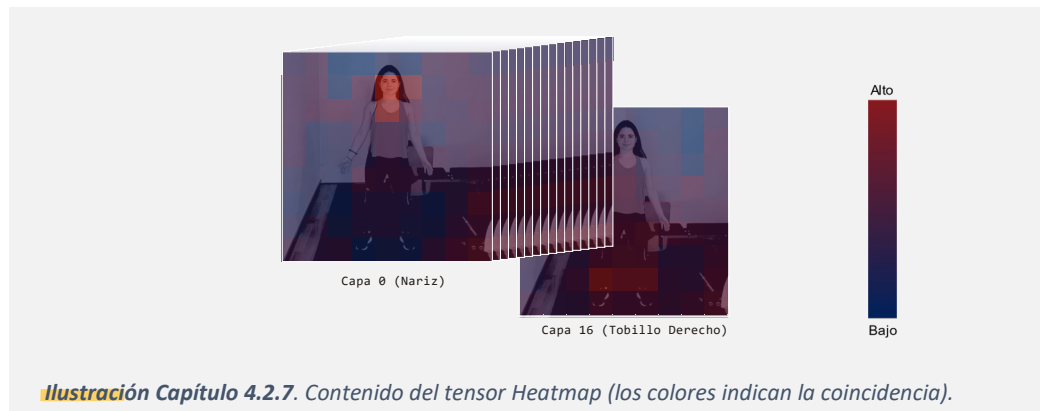 Alto
Capa 0 (Nariz)
Capa 16 (Tobillo Derecho)
Bajo
Ilustración Capítulo 4.2.7. Contenido del tensor Heatmap (los colores indican la coincidencia).